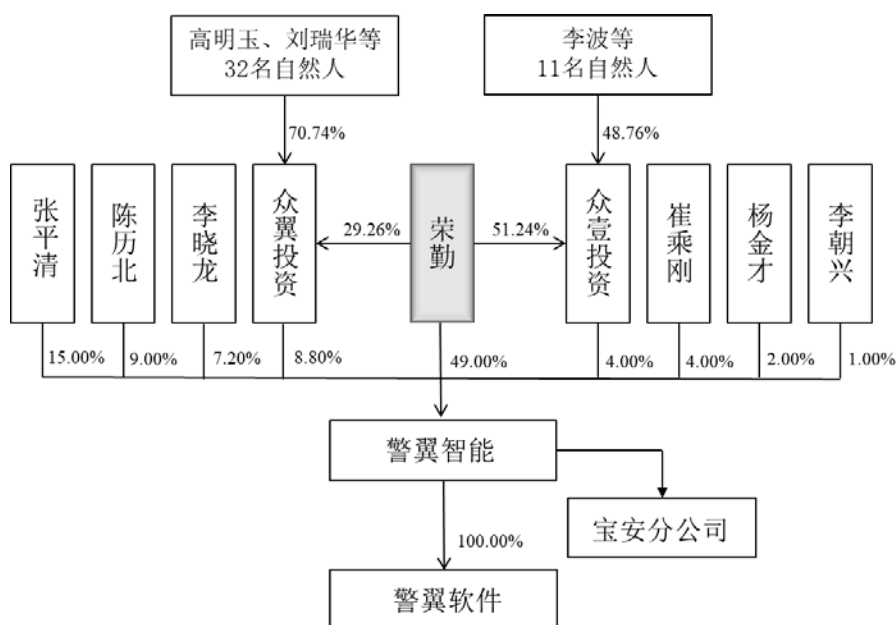 高明玉、刘瑞华等
32名自然人
李波等
11名自然人
70.74%
48.76%
张平清
陈历北
李晓龙
众翼投资
29.26%
荣勤
51.24%
众壹投资
崔乘刚
杨金才
李朝兴
15.00%
9.00%
7.20%
8.80%
49.00%
4.00%
4.00%
2.00%
1.00%
警翼智能
宝安分公司
100.00%
警翼软件